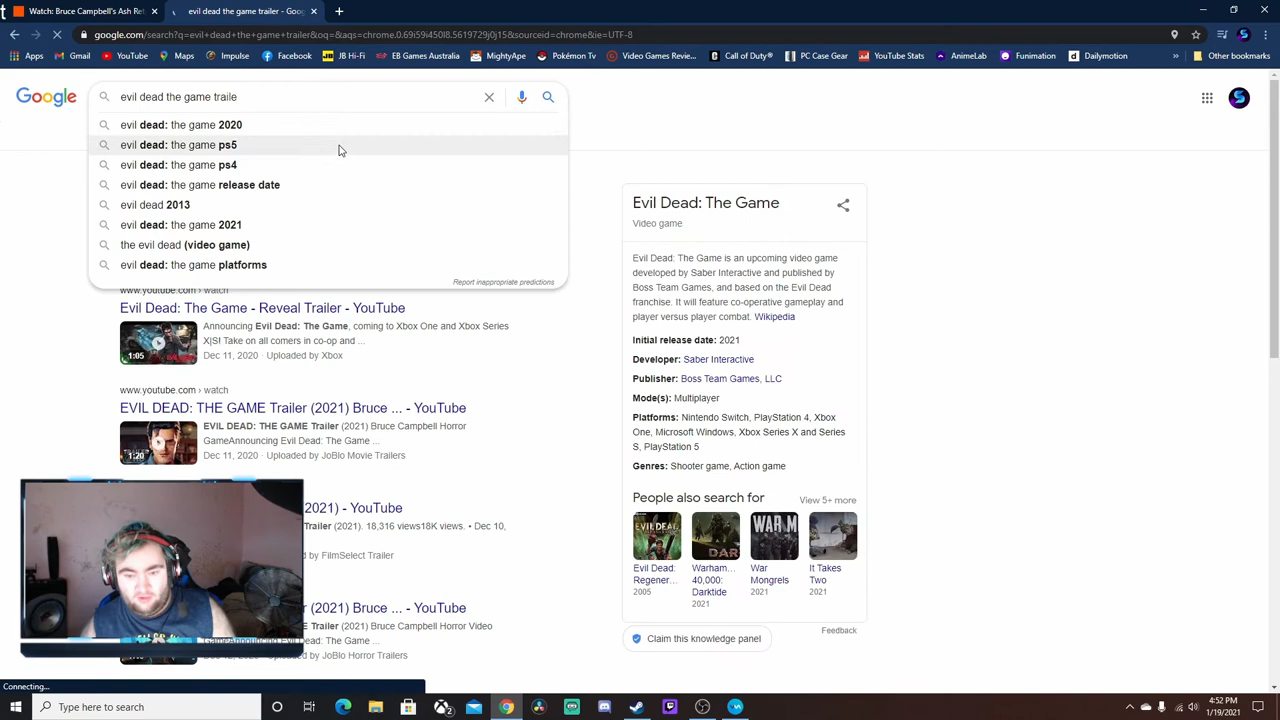 Watch: Bruce Campbell's Ash Ret
evil dead the game trailer - Goo
google.com/search?q=evil+dead+the+game+trailer&oq=&aqs=chrome.0.69i59i450l8.5619729j0j15&sourceid=chrome&ie=UTF-8
Apps
Gmail
YouTube
Maps
Impulse
Facebook
JB Hi-Fi
EB Games Australia
MightyApe
Pokémon
Video Games
Call of Duty®
PC Case Gear
YouTube Stats
AnimeLab
Funimation
Dailymotion
Other bookmarks
Google
evil dead the game traile
evil dead: the game 2020
evil dead: the game ps5
evil dead: the game ps4
evil dead: the game release date
evil dead 2013
evil dead: the game 2021
the evil dead (video game)
evil dead: the game platforms
Report inappropriate predictions
www.youtube.com › watch
Evil Dead: The Game - Reveal Trailer - YouTube
Announcing Evil Dead: The Game, coming to Xbox One and Xbox Series
X|S! Take on all comers in co-op and ...
1:05
Dec 11, 2020 · Uploaded by Xbox
www.youtube.com › watch
EVIL DEAD: THE GAME Trailer (2021) Bruce ... - YouTube
EVIL DEAD: THE GAME Trailer (2021) Bruce Campbell Horror
GameAnnouncing Evil Dead: The Game ...
1:20
Dec 11, 2020 · Uploaded by JoBlo Movie Trailers
2021) - YouTube
Trailer (2021). 18,316 views18K views. • Dec 10,
by FilmSelect Trailer
r (2021) Bruce ... - YouTube
E Trailer (2021) Bruce Campbell Horror Video
GameAnnouncing Evil Dead: The Game ...
Uploaded by JoBlo Horror Trailers
Evil Dead: The Game
Video game
Evil Dead: The Game is an upcoming video game
developed by Saber Interactive and published by
Boss Team Games, and based on the Evil Dead
franchise. It will feature co-operative gameplay and
player versus player combat. Wikipedia
Initial release date: 2021
Developer: Saber Interactive
Publisher: Boss Team Games, LLC
Mode(s): Multiplayer
Platforms: Nintendo Switch, PlayStation 4, Xbox
One, Microsoft Windows, Xbox Series X and Series
S, PlayStation 5
Genres: Shooter game, Action game
People also search for
View 5+ more
Evil Dead:
Regener...
2005
Warham...
40,000:
Darktide
2021
War
Mongrels
2021
It Takes
Two
2021
Claim this knowledge panel
Feedback
Connecting...
Type here to search
4:52 PM
1/19/2021